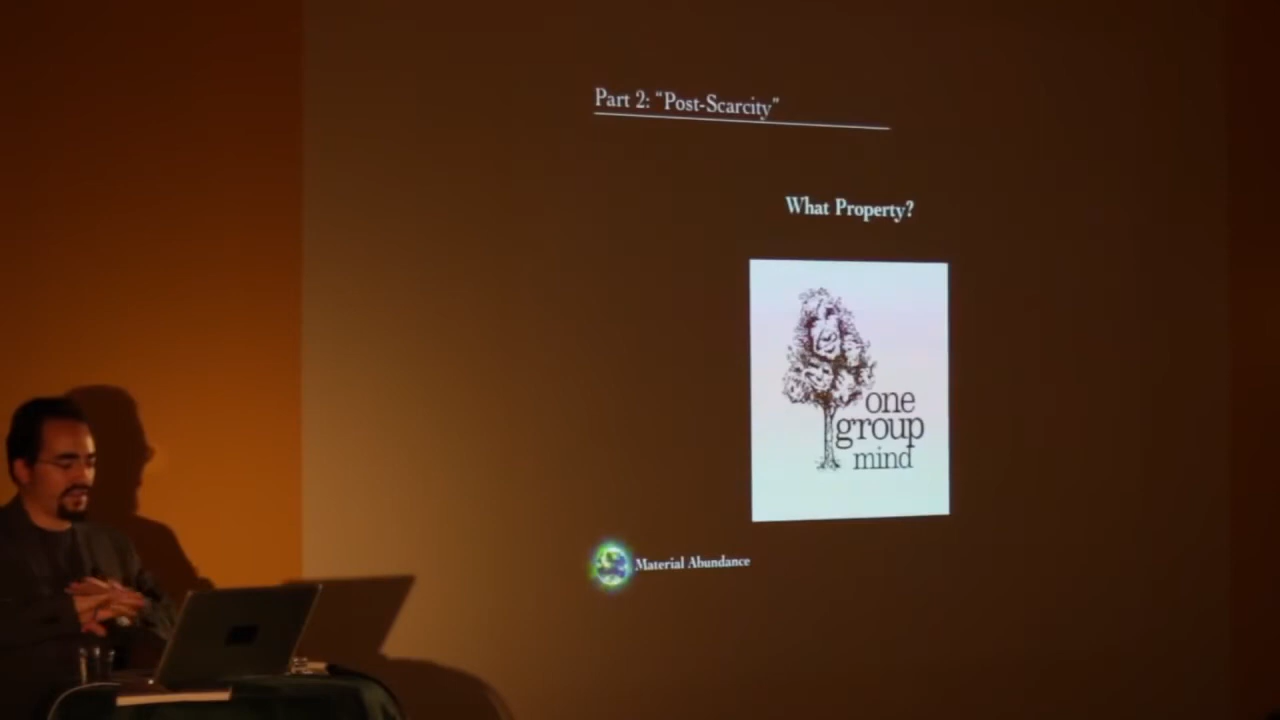 Part 2: "Post-Scarcity"
What Property?
one
group
mind
Material Abundance